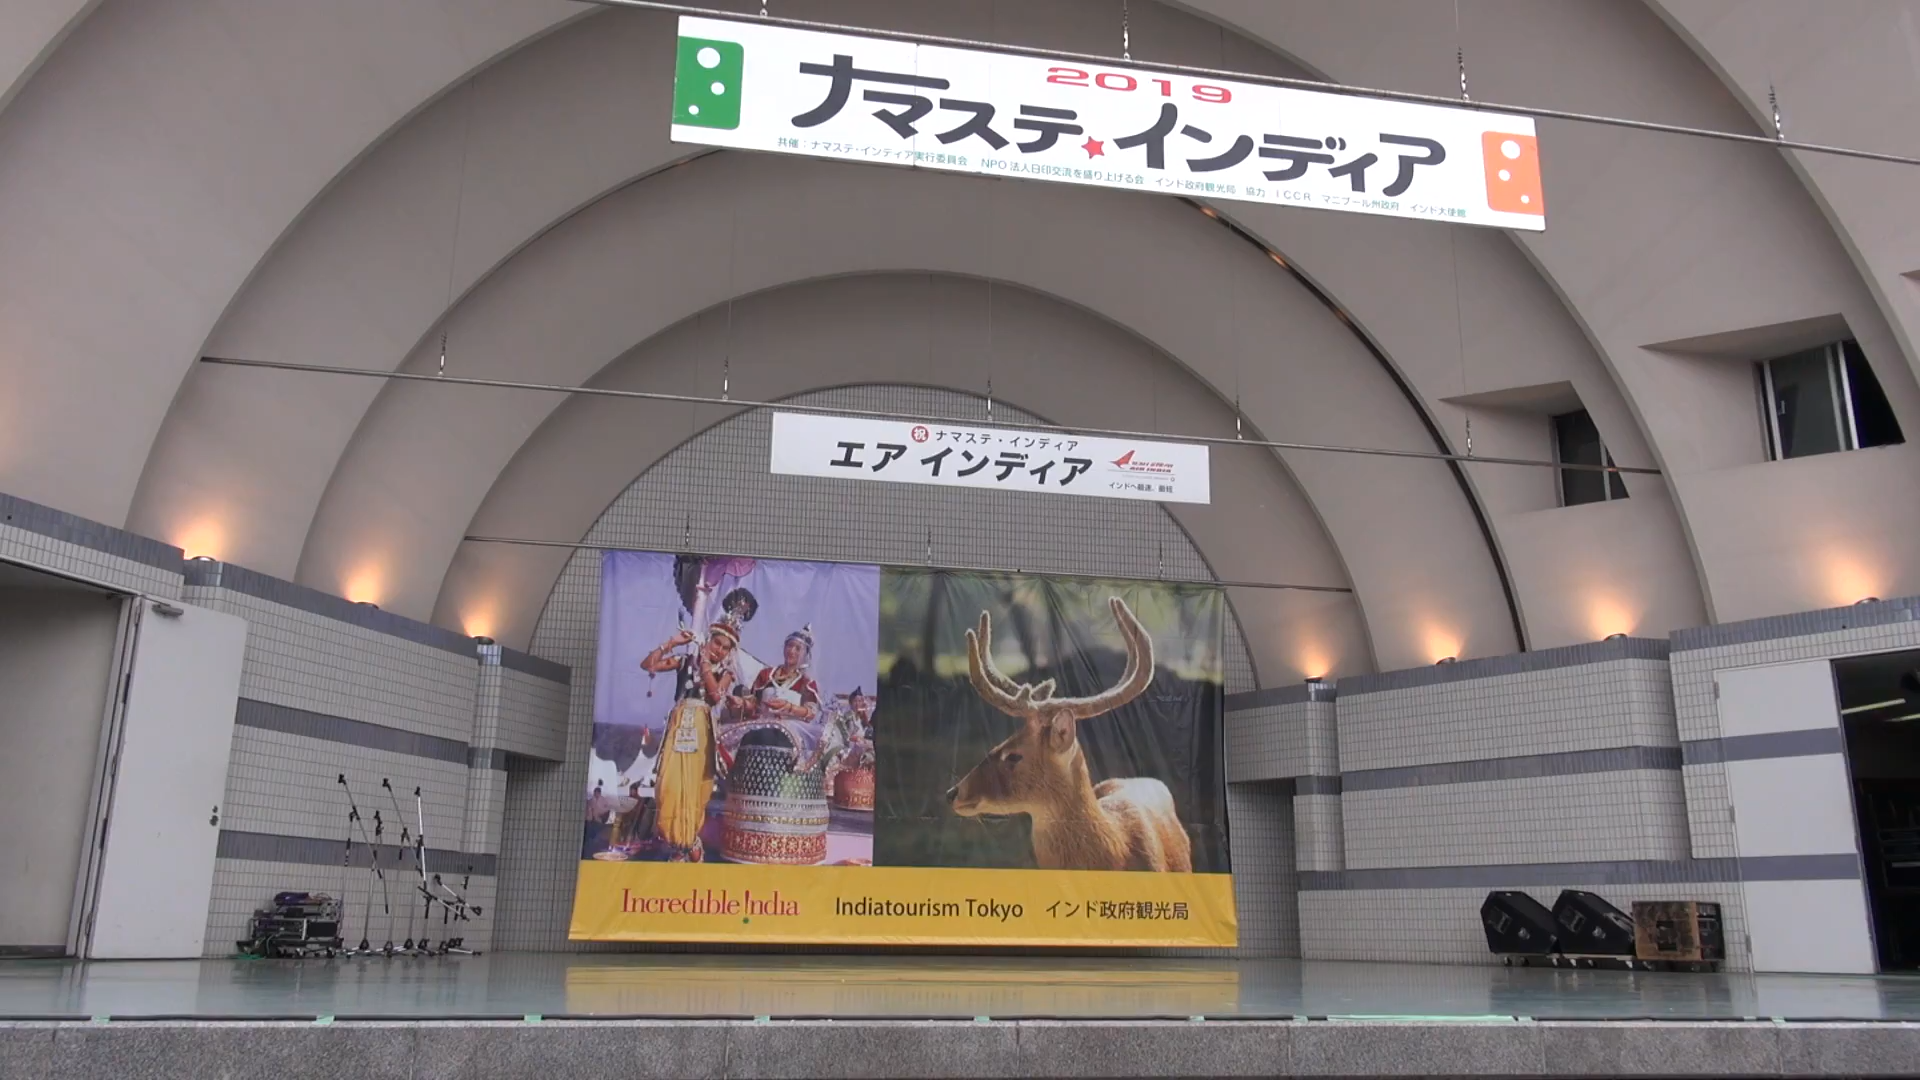 2019
ナマステ★インディア
共催：ナマステ・インディア実行委員会　NPO法人日印交流を盛り上げる会　インド政府観光局　協力　ICCR　マニプール州政府　インド大使館
祝 ナマステ・インディア
エア インディア
AIR INDIA
インドへ最速、最短
Incredible !ndia　Indiatourism Tokyo　インド政府観光局